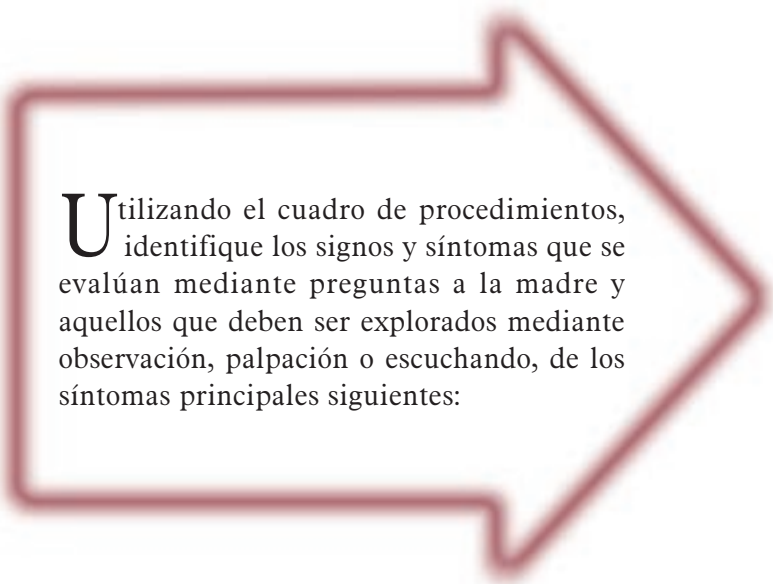 Utilizando el cuadro de procedimientos,
identifique los signos y síntomas que se
evalúan mediante preguntas a la madre y
aquellos que deben ser explorados mediante
observación, palpación o escuchando, de los
síntomas principales siguientes: